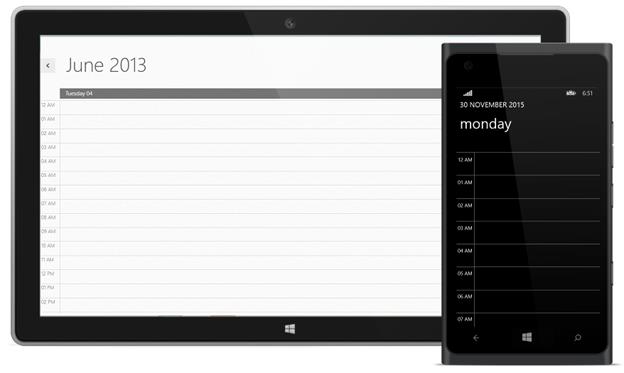 June 2013
Tuesday 04
12 AM
01 AM
02 AM
03 AM
04 AM
05 AM
06 AM
07 AM
08 AM
09 AM
10 AM
11 AM
12 PM
01 PM
02 PM
6:51
30 NOVEMBER 2015
monday
12 AM
01 AM
02 AM
03 AM
04 AM
05 AM
06 AM
07 AM